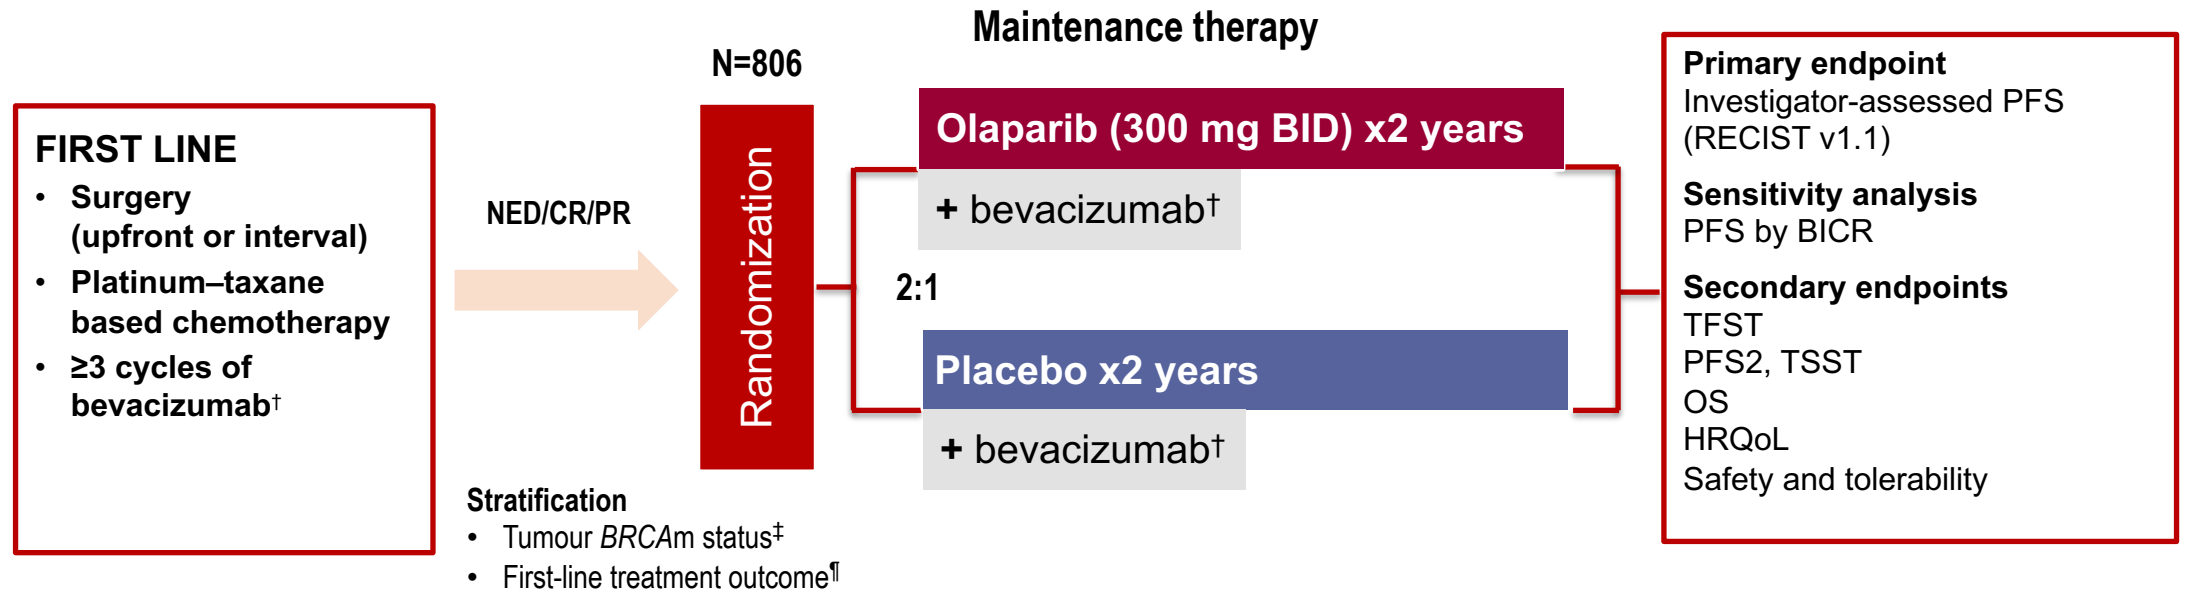 Maintenance therapy
FIRST LINE
• Surgery
(upfront or interval)
• Platinum–taxane
based chemotherapy
• ≥3 cycles of
bevacizumab†
NED/CR/PR
N=806
Randomization
Stratification
• Tumour BRCAm status‡
• First-line treatment outcome¶
Olaparib (300 mg BID) x2 years
+ bevacizumab†
2:1
Placebo x2 years
+ bevacizumab†
Primary endpoint
Investigator-assessed PFS
(RECIST v1.1)
Sensitivity analysis
PFS by BICR
Secondary endpoints
TFST
PFS2, TSST
OS
HRQoL
Safety and tolerability